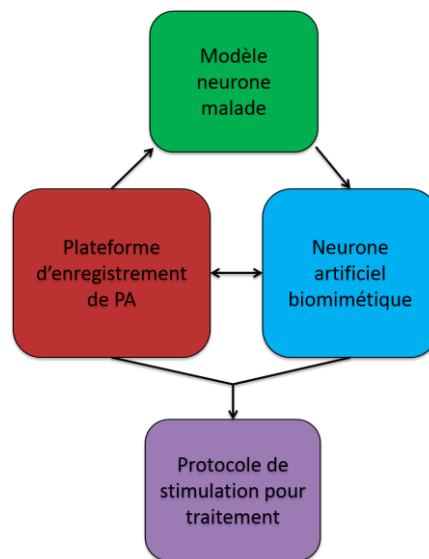 Modèle
neurone
malade
Plateforme
d'enregistrement
de PA
Neurone
artificiel
biomimétique
Protocole de
stimulation pour
traitement